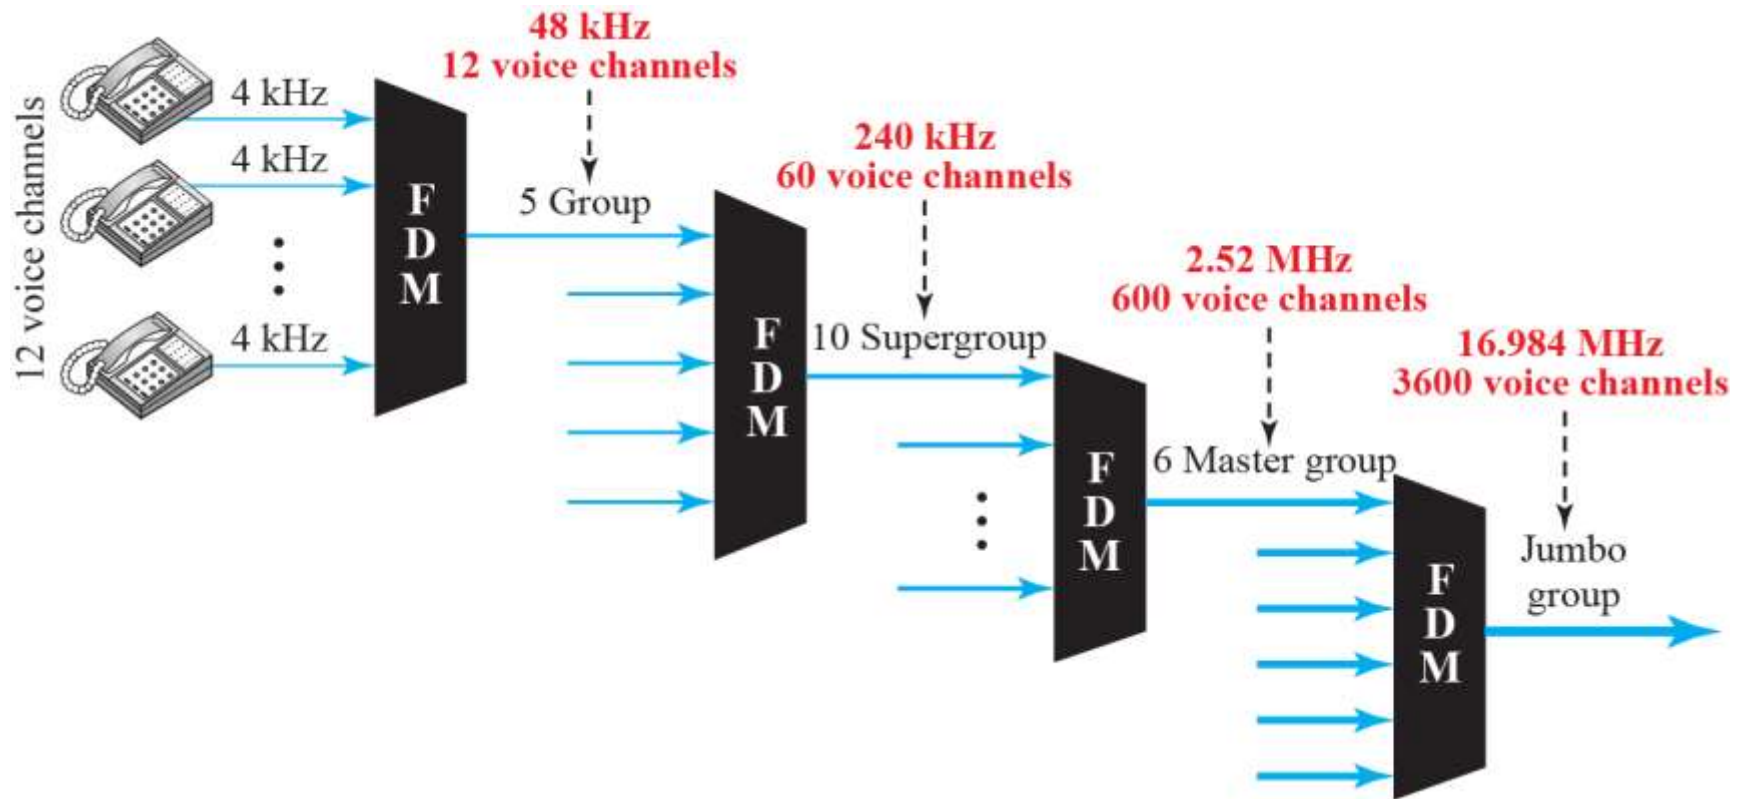 12 voice channels
4 kHz
4 kHz
4 kHz
F
D
M
48 kHz
12 voice channels
5 Group
F
D
M
240 kHz
60 voice channels
10 Supergroup
F
D
M
2.52 MHz
600 voice channels
6 Master group
F
D
M
16.984 MHz
3600 voice channels
Jumbo
group